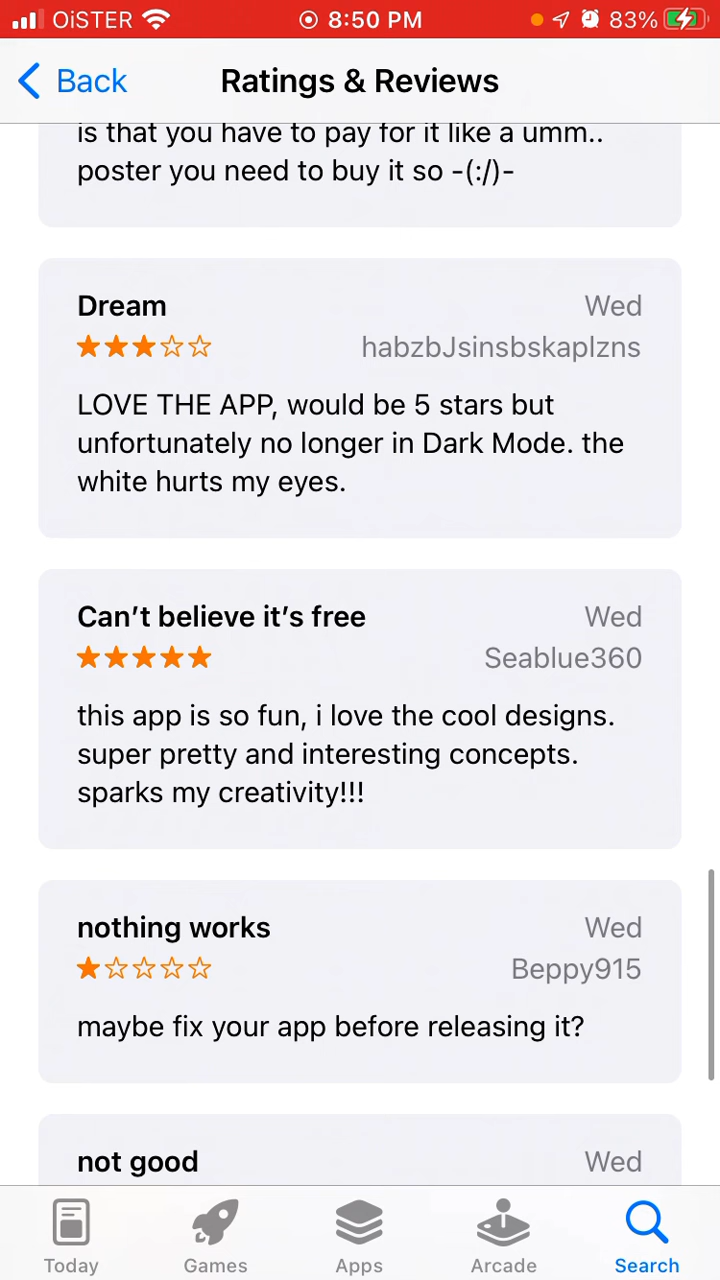 OiSTER 8:50 PM 83%
Back Ratings & Reviews
is that you have to pay for it like a umm..
poster you need to buy it so -(:/)-
Dream Wed
habzbJsinsbskaplzns
LOVE THE APP, would be 5 stars but
unfortunately no longer in Dark Mode. the
white hurts my eyes.
Can’t believe it’s free Wed
Seablue360
this app is so fun, i love the cool designs.
super pretty and interesting concepts.
sparks my creativity!!!
nothing works Wed
Beppy915
maybe fix your app before releasing it?
not good Wed
Today Games Apps Arcade Search